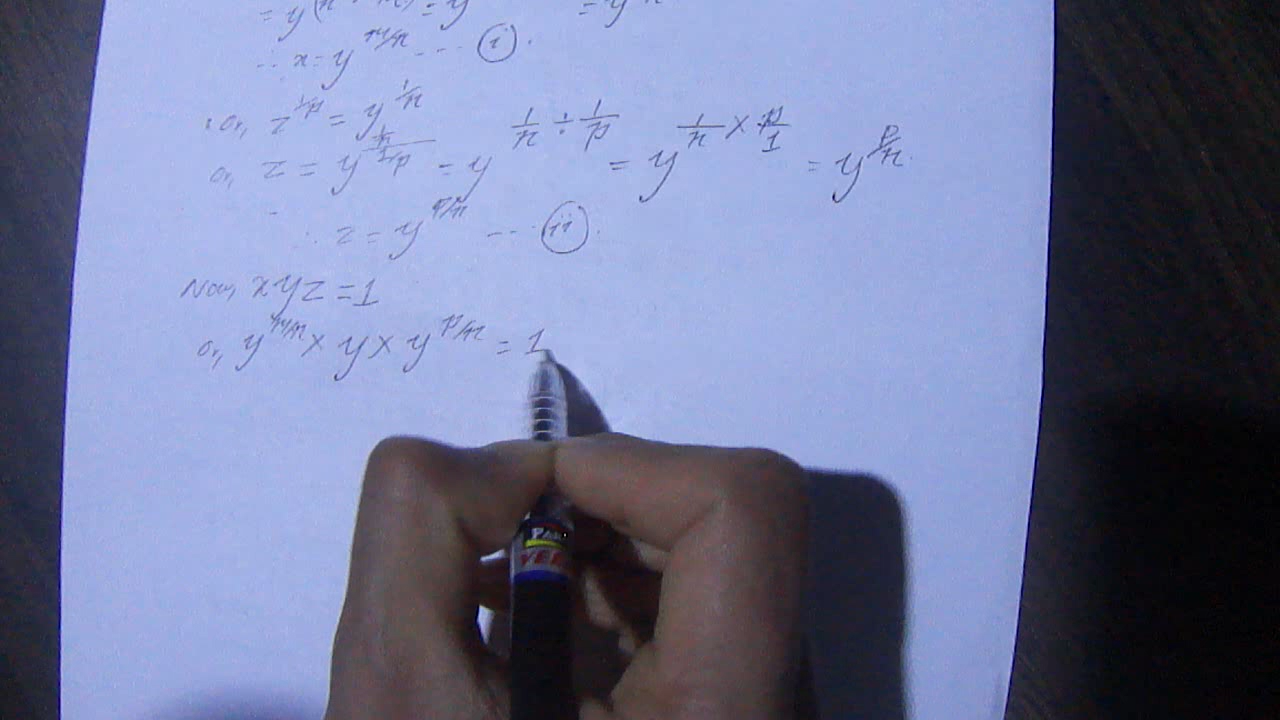 ∴ x = y^m/n --- (i).
Or, z^1/p = y^1/n
Or, z = y^(1/n)/(1/p) = y^1/n ÷ 1/p = y^1/n × p/1 = y^p/n.
∴ z = y^p/n --- (ii).
Now, xyz = 1
Or, y^m/n × y × y^p/n = 1